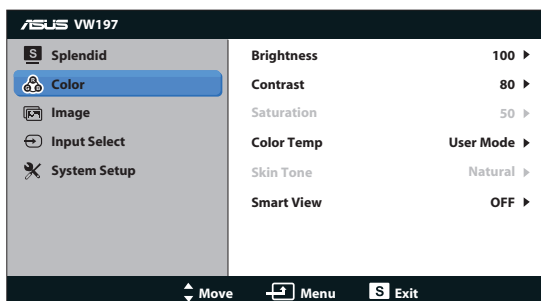 ASUS VW197
S Splendid
Color
Image
Input Select
System Setup
Brightness 100
Contrast 80
Saturation 50
Color Temp User Mode
Skin Tone Natural
Smart View OFF
Move Menu S Exit